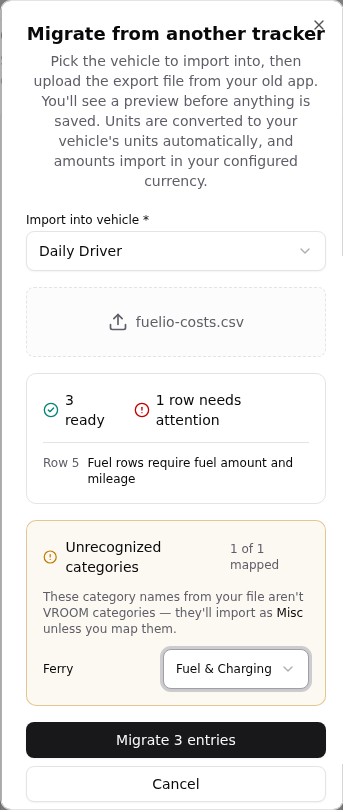 Migrate from another tracker
Pick the vehicle to import into, then
upload the export file from your old app.
You'll see a preview before anything is
saved. Units are converted to your
vehicle's units automatically, and
amounts import in your configured
currency.
Import into vehicle *
Daily Driver
fuelio-costs.csv
3 ready
1 row needs attention
Row 5 Fuel rows require fuel amount and
mileage
Unrecognized categories
1 of 1 mapped
These category names from your file aren't
VROOM categories — they'll import as Misc
unless you map them.
Ferry
Fuel & Charging
Migrate 3 entries
Cancel